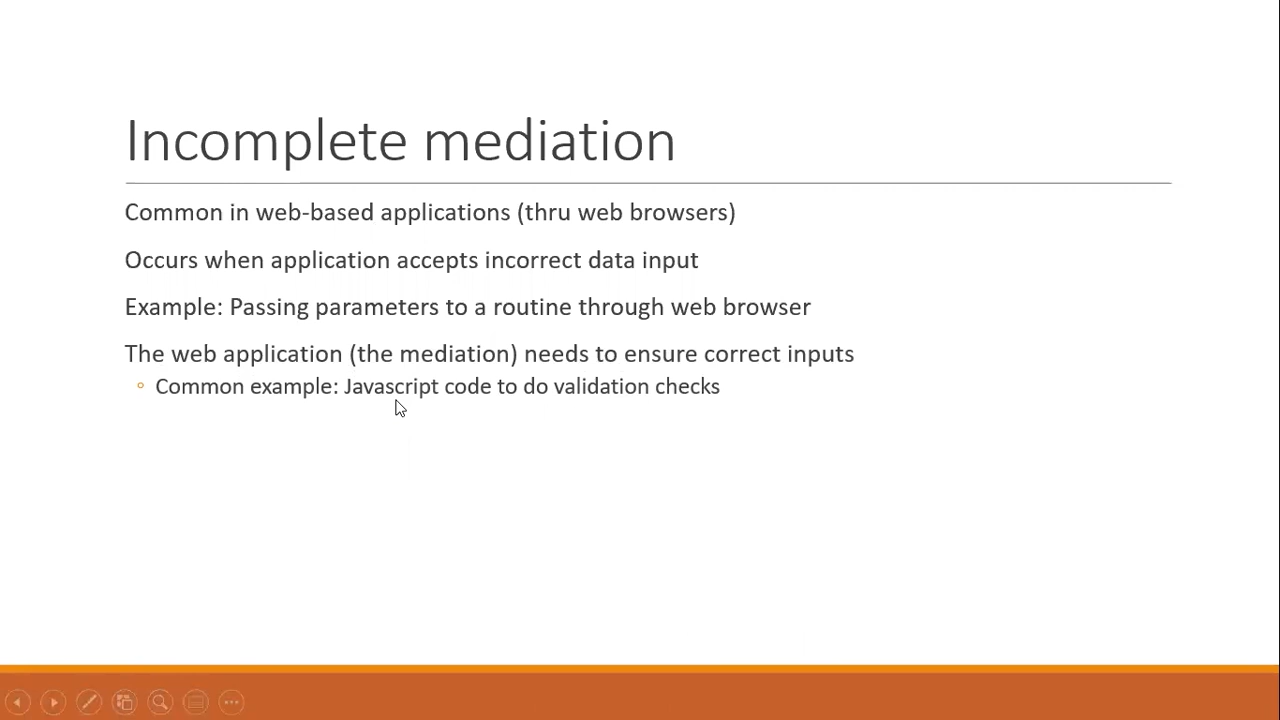 Incomplete mediation
Common in web-based applications (thru web browsers)
Occurs when application accepts incorrect data input
Example: Passing parameters to a routine through web browser
The web application (the mediation) needs to ensure correct inputs
Common example: Javascript code to do validation checks